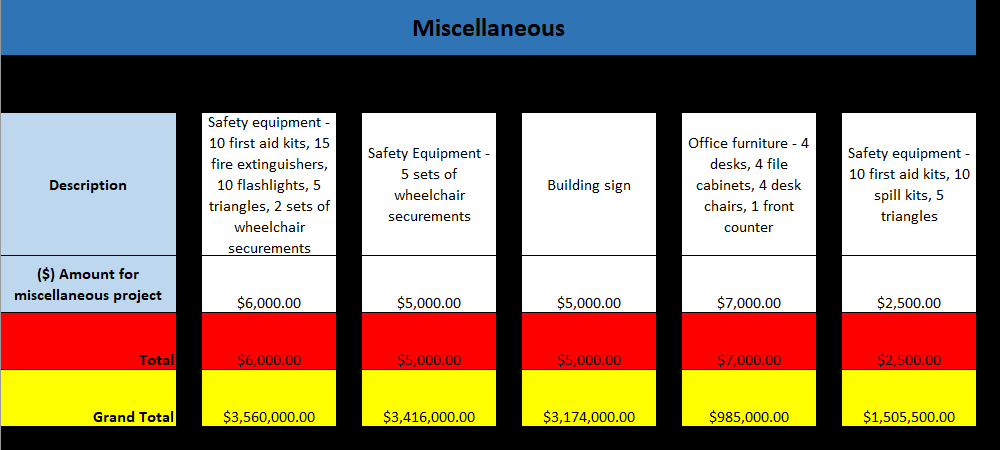 Miscellaneous
Description
Safety equipment -
10 first aid kits, 15
fire extinguishers,
10 flashlights, 5
triangles, 2 sets of
wheelchair
securements
Safety Equipment -
5 sets of
wheelchair
securements
Building sign
Office furniture - 4
desks, 4 file
cabinets, 4 desk
chairs, 1 front
counter
Safety equipment -
10 first aid kits, 10
spill kits, 5
triangles
($) Amount for
miscellaneous project
$6,000.00
$5,000.00
$5,000.00
$7,000.00
$2,500.00
Total
$6,000.00
$5,000.00
$5,000.00
$7,000.00
$2,500.00
Grand Total
$3,560,000.00
$3,416,000.00
$3,174,000.00
$985,000.00
$1,505,500.00